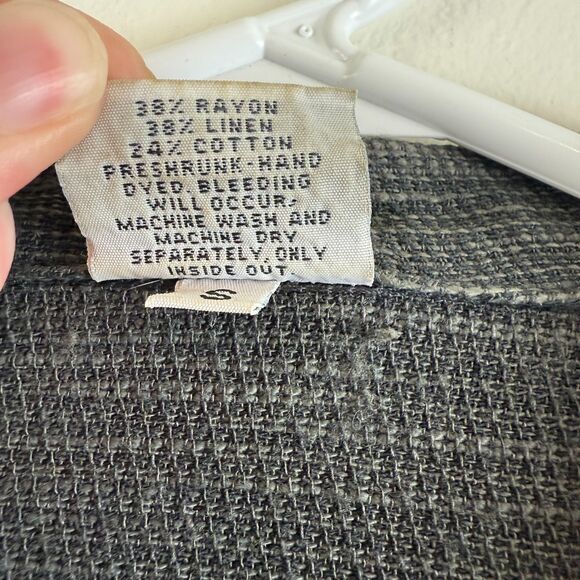 38% RAYON
38% LINEN
24% COTTON
PRESHRUNK-HAND
DYED. BLEEDING
WILL OCCUR-
MACHINE WASH AND
MACHINE DRY
SEPARATELY. ONLY
INSIDE OUT
S